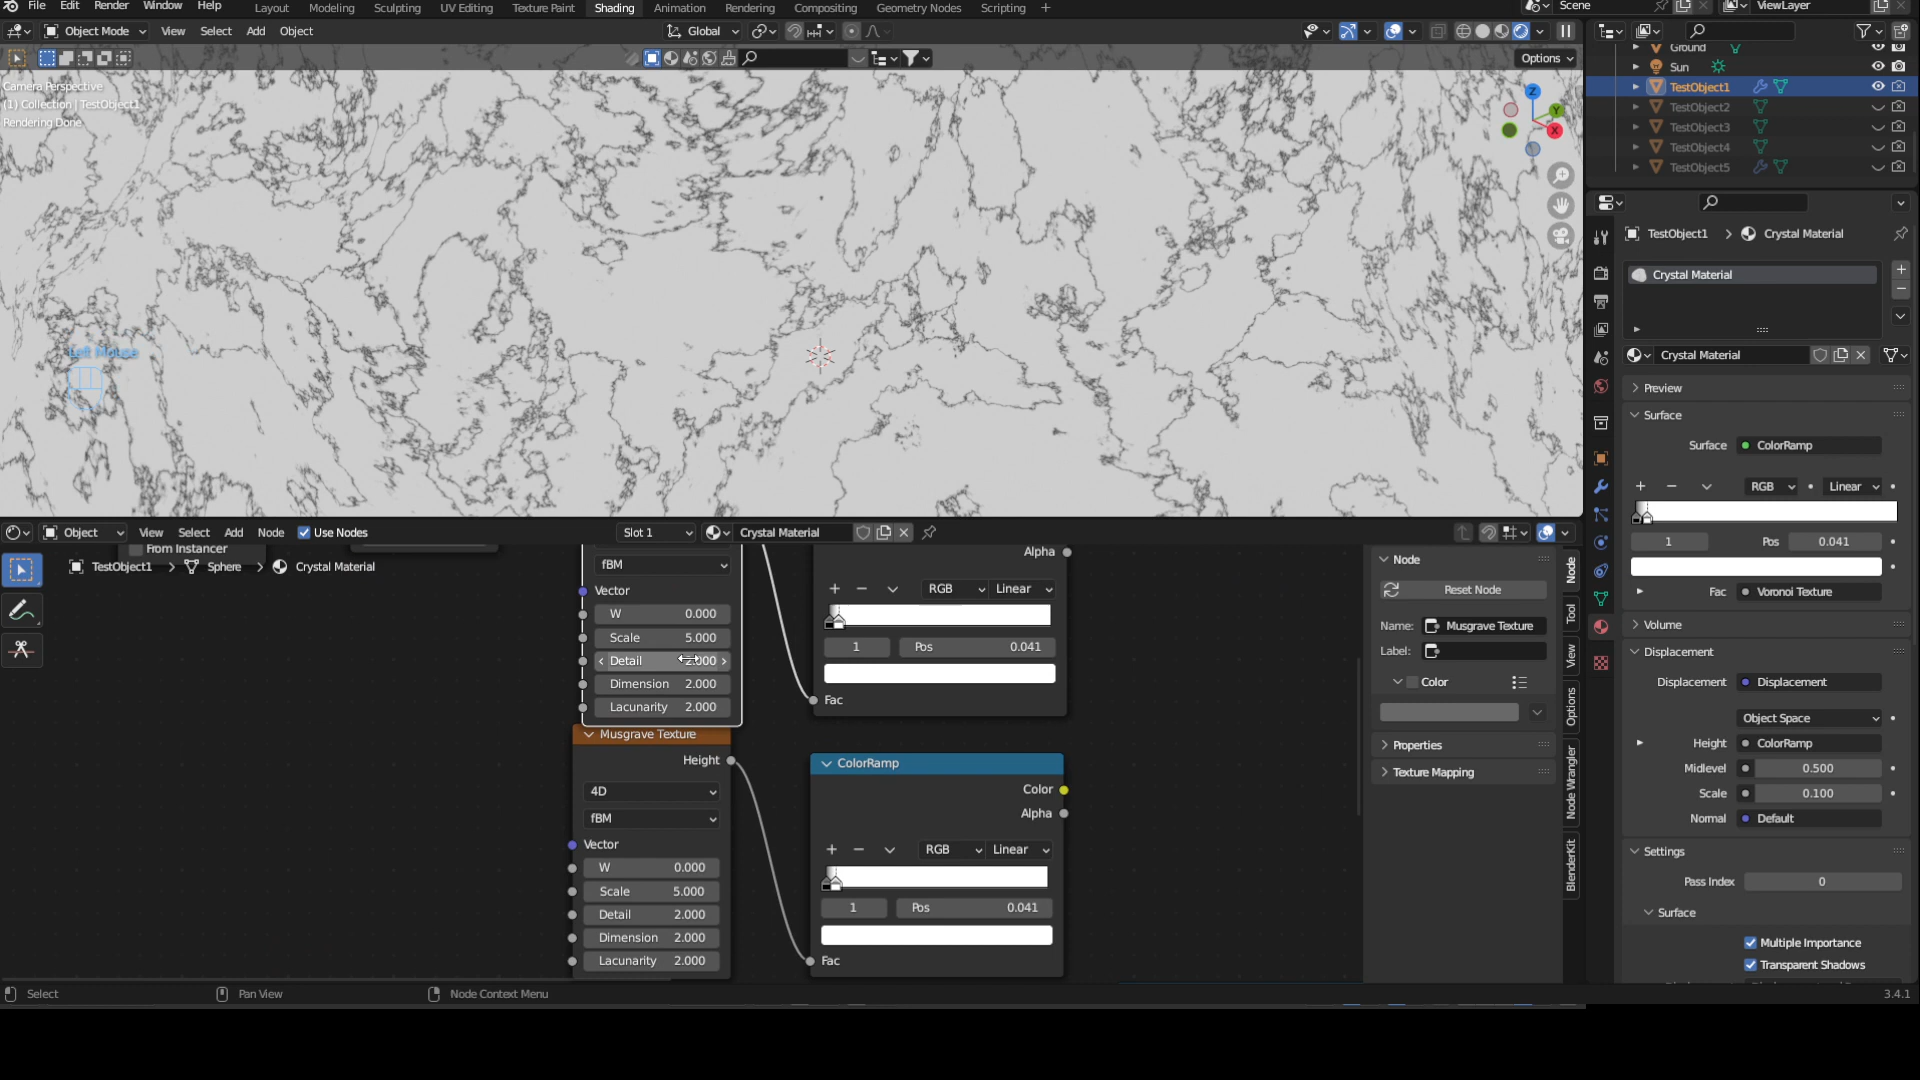 File Edit Render Window Help Layout Modeling Sculpting UV Editing Texture Paint Shading Animation Rendering Compositing Geometry Nodes Scripting + Scene ViewLayer
Object Mode View Select Add Object Global
Options
Camera Perspective
(1) Collection | TestObject1
Rendering Done
Z
Y
X
Left Mouse
Ground
Sun
TestObject1
TestObject2
TestObject3
TestObject4
TestObject5
TestObject1 > Crystal Material
Crystal Material
Crystal Material
Preview
Surface
Surface ColorRamp
RGB Linear
1 Pos 0.041
Fac Voronoi Texture
Volume
Displacement
Displacement Displacement
Object Space
Height ColorRamp
Midlevel 0.500
Scale 0.100
Normal Default
Settings
Pass Index 0
Surface
Multiple Importance
Transparent Shadows
Object View Select Add Node Use Nodes Slot 1 Crystal Material
From Instancer
TestObject1 > Sphere > Crystal Material
fBM
Vector
W 0.000
Scale 5.000
Detail 2.000
Dimension 2.000
Lacunarity 2.000
Alpha
RGB Linear
1 Pos 0.041
Fac
Musgrave Texture
Height
4D
fBM
Vector
W 0.000
Scale 5.000
Detail 2.000
Dimension 2.000
Lacunarity 2.000
ColorRamp
Color
Alpha
RGB Linear
1 Pos 0.041
Fac
Node
Reset Node
Name: Musgrave Texture
Label:
Color
Properties
Texture Mapping
Node
Tool
View
Options
Node Wrangler
BlenderKit
Select Pan View Node Context Menu 3.4.1